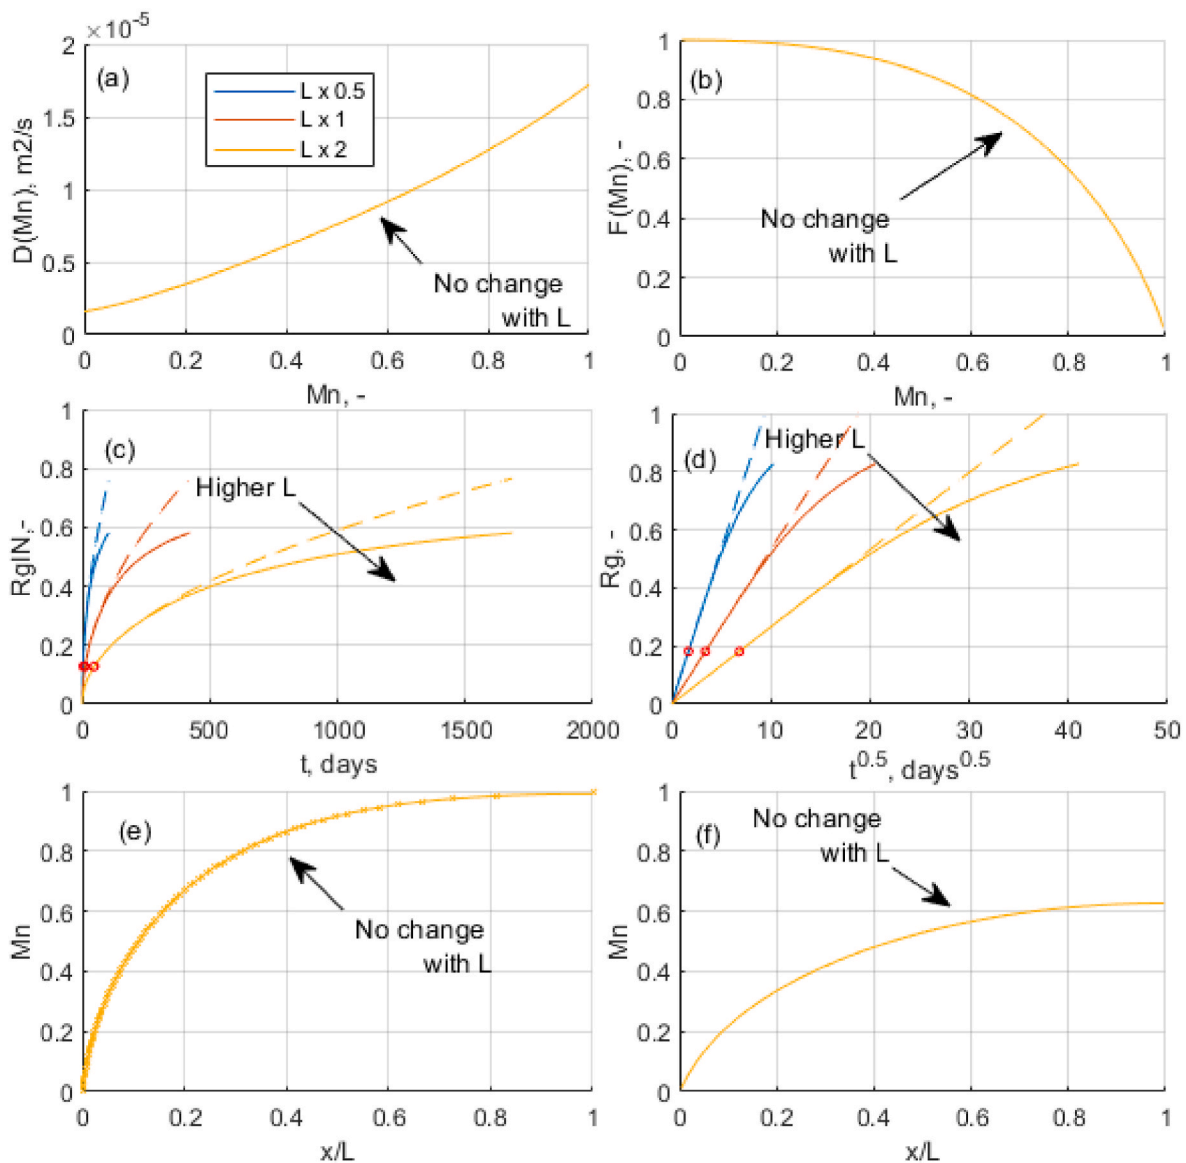 ×10⁻⁵
2
1.5
1
0.5
0
D(Mn), m2/s
(a)
L x 0.5
L x 1
L x 2
No change
with L
0
0.2
0.4
0.6
0.8
1
Mn, -
1
0.8
0.6
0.4
0.2
0
F(Mn), -
(b)
No change
with L
0
0.2
0.4
0.6
0.8
1
Mn, -
1
0.8
0.6
0.4
0.2
0
RgIN,-
(c)
Higher L
0
500
1000
1500
2000
t, days
1
0.8
0.6
0.4
0.2
0
Rg, -
(d)
Higher L
0
10
20
30
40
50
t^0.5, days^0.5
1
0.8
0.6
0.4
0.2
0
Mn
(e)
No change
with L
0
0.2
0.4
0.6
0.8
1
x/L
1
0.8
0.6
0.4
0.2
0
Mn
(f)
No change
with L
0
0.2
0.4
0.6
0.8
1
x/L